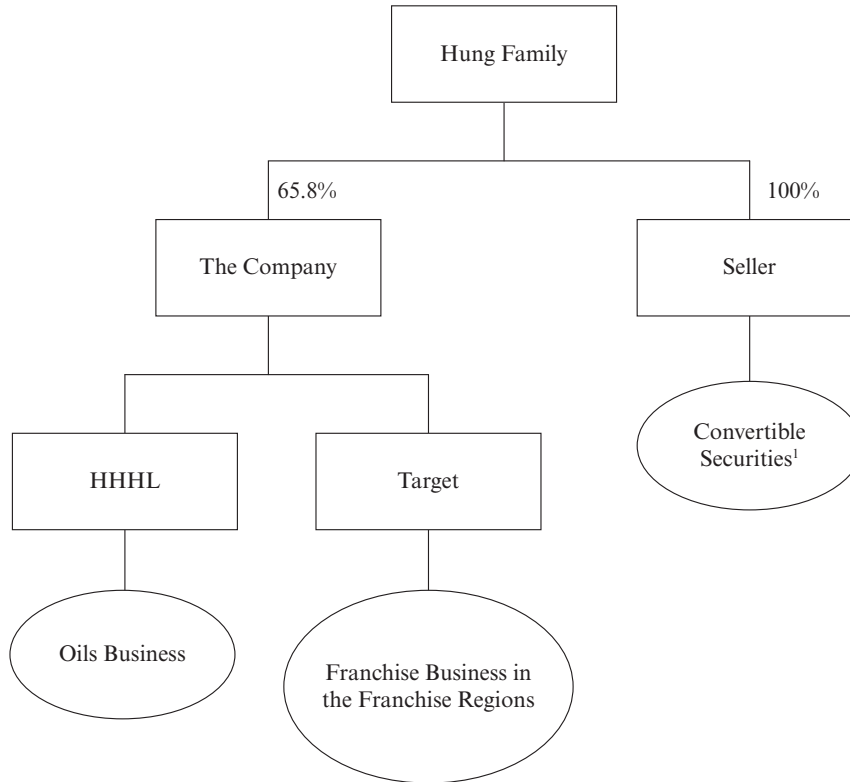 Hung Family
65.8%
100%
The Company
Seller
Convertible
Securities1
HHHL
Target
Oils Business
Franchise Business in
the Franchise Regions